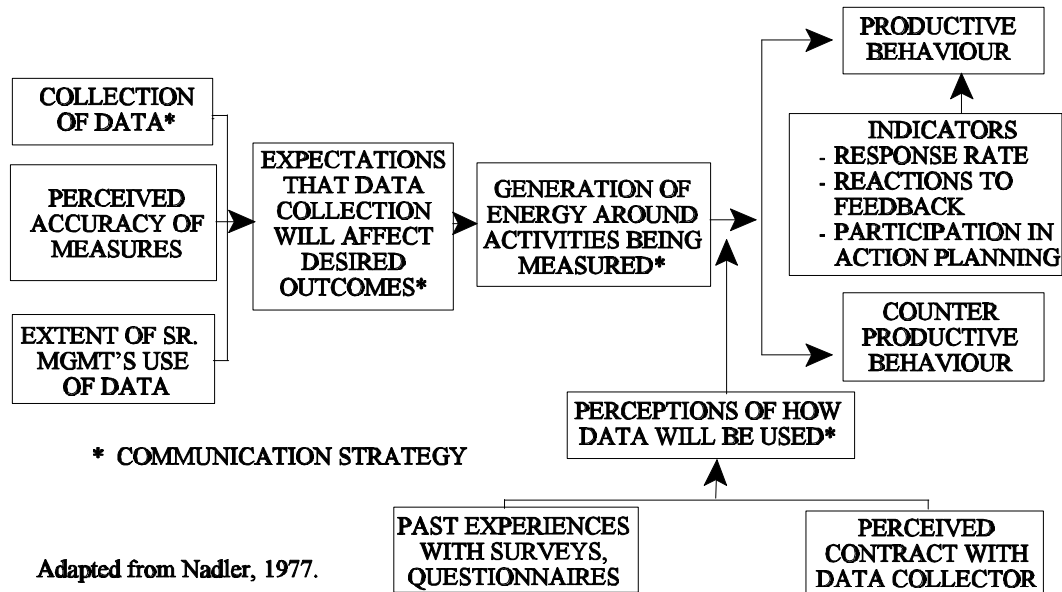 COLLECTION
OF DATA*
PERCEIVED
ACCURACY OF
MEASURES
EXTENT OF SR.
MGMT'S USE
OF DATA
EXPECTATIONS
THAT DATA
COLLECTION
WILL AFFECT
DESIRED
OUTCOMES*
GENERATION OF
ENERGY AROUND
ACTIVITIES BEING
MEASURED*
PRODUCTIVE
BEHAVIOUR
INDICATORS
- RESPONSE RATE
- REACTIONS TO
FEEDBACK
- PARTICIPATION IN
ACTION PLANNING
COUNTER
PRODUCTIVE
BEHAVIOUR
PERCEPTIONS OF HOW
DATA WILL BE USED*
* COMMUNICATION STRATEGY
PAST EXPERIENCES
WITH SURVEYS,
QUESTIONNAIRES
PERCEIVED
CONTRACT WITH
DATA COLLECTOR
Adapted from Nadler, 1977.